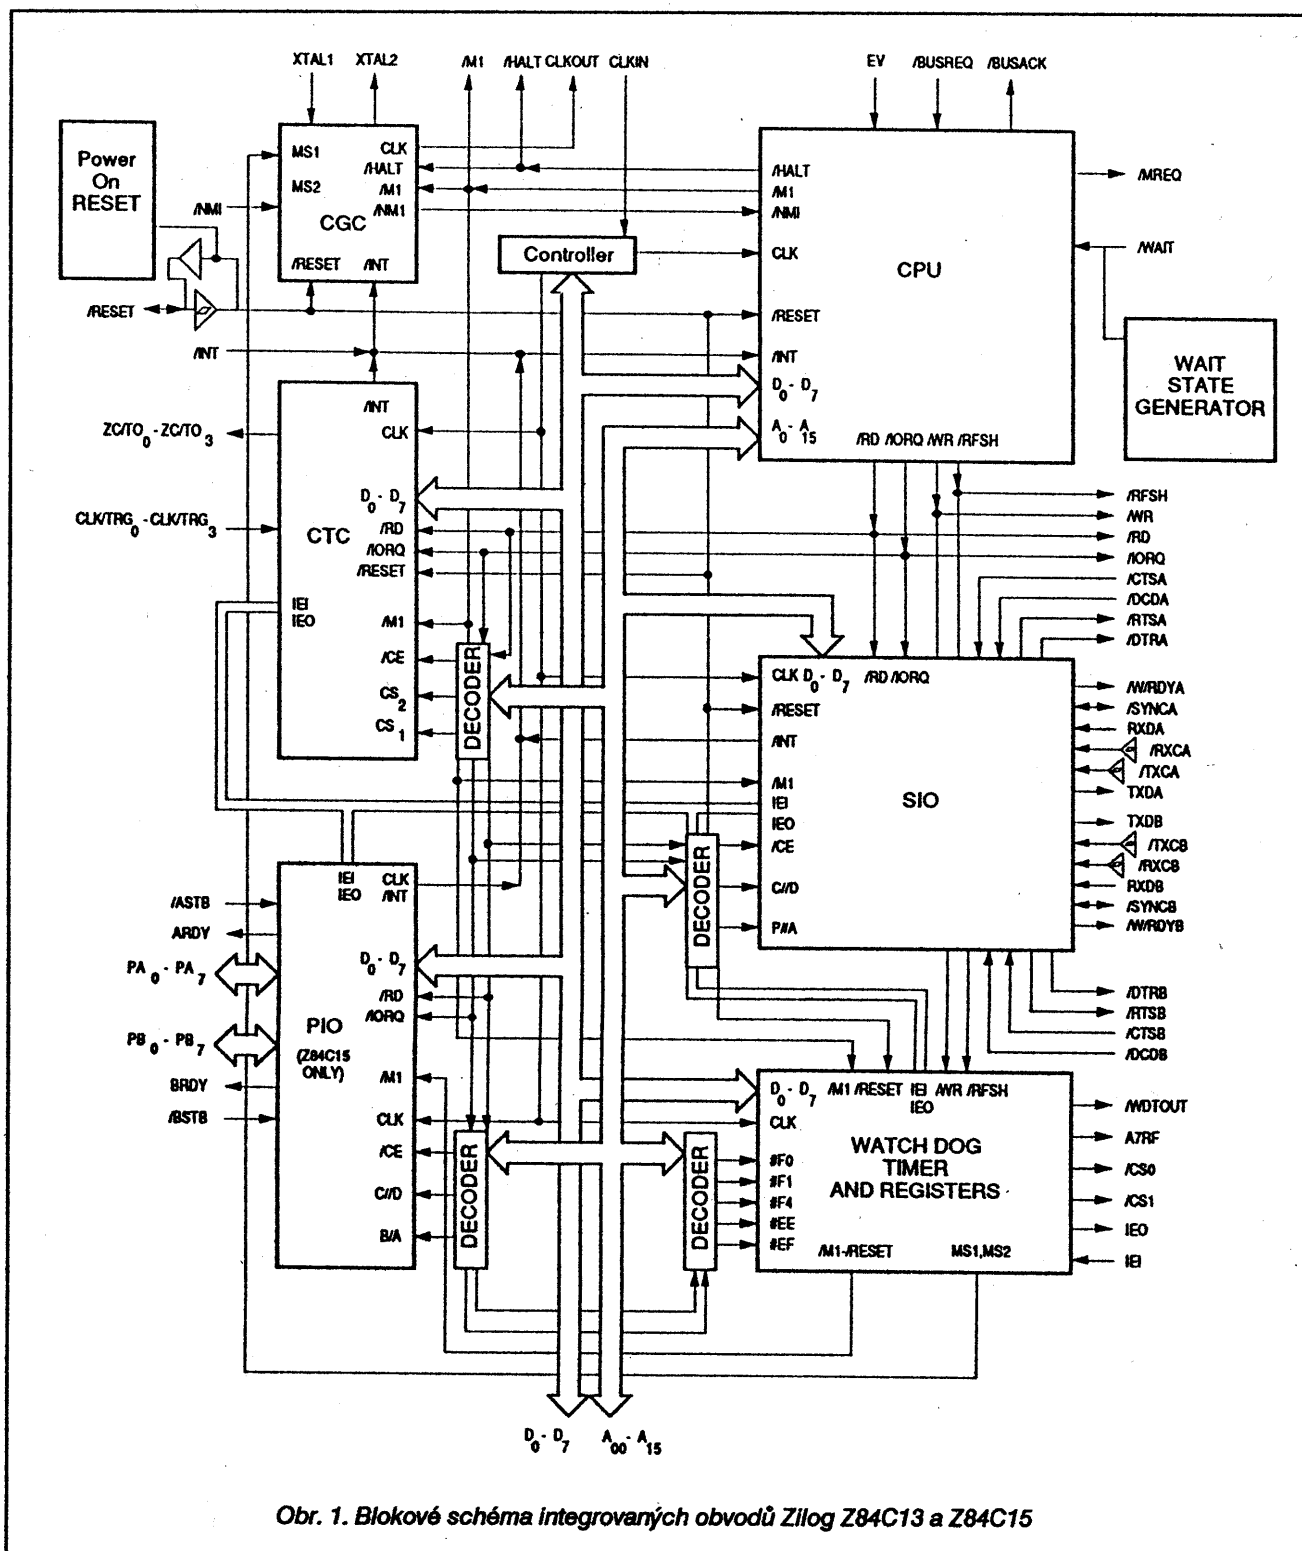 XTAL1 XTAL2 /M1 /HALT CLKOUT CLKIN EV /BUSREQ /BUSACK
Power
On
RESET
MS1
MS2
CLK
/HALT
/M1
/NM1
CGC
/RESET /INT
/NMI
/RESET
/INT
Controller
/HALT
/M1
/NMI
CLK
CPU
/RESET
/INT
D0 - D7
A0 - A15
/RD /IORQ /WR /RFSH
/MREQ
/WAIT
WAIT
STATE
GENERATOR
/INT
CLK
D0 - D7
CTC
/RD
/IORQ
/RESET
IEI
IEO
/M1
/CE
CS2
CS1
ZC/TO0 - ZC/TO3
CLK/TRG0 - CLK/TRG3
DECODER
/RFSH
/WR
/RD
/IORQ
/CTSA
/DCDA
/RTSA
/DTRA
CLK D0 - D7 /RD /IORQ
/RESET
/INT
/M1
IEI
IEO
/CE
C//D
P#A
SIO
DECODER
/W/RDYA
/SYNCA
RXDA
/RXCA
/TXCA
TXDA
TXDB
/TXCB
/RXCB
RXDB
/SYNCB
/W/RDYB
/DTRB
/RTSB
/CTSB
/DCDB
IEI
IEO
CLK
/INT
D0 - D7
/RD
/IORQ
PIO
(Z84C15
ONLY)
/M1
CLK
/CE
C//D
B/A
/ASTB
ARDY
PA0 - PA7
PB0 - PB7
BRDY
/BSTB
DECODER
DECODER
D0 - D7 /M1 /RESET IEI /WR /RFSH
IEO
CLK
WATCH DOG
TIMER
AND REGISTERS
#F0
#F1
#F4
#EE
#EF
/M1-/RESET MS1,MS2
/WDTOUT
A7RF
/CS0
/CS1
IEO
IEI
D0 - D7 A00 - A15
Obr. 1. Blokové schéma integrovaných obvodů Zilog Z84C13 a Z84C15